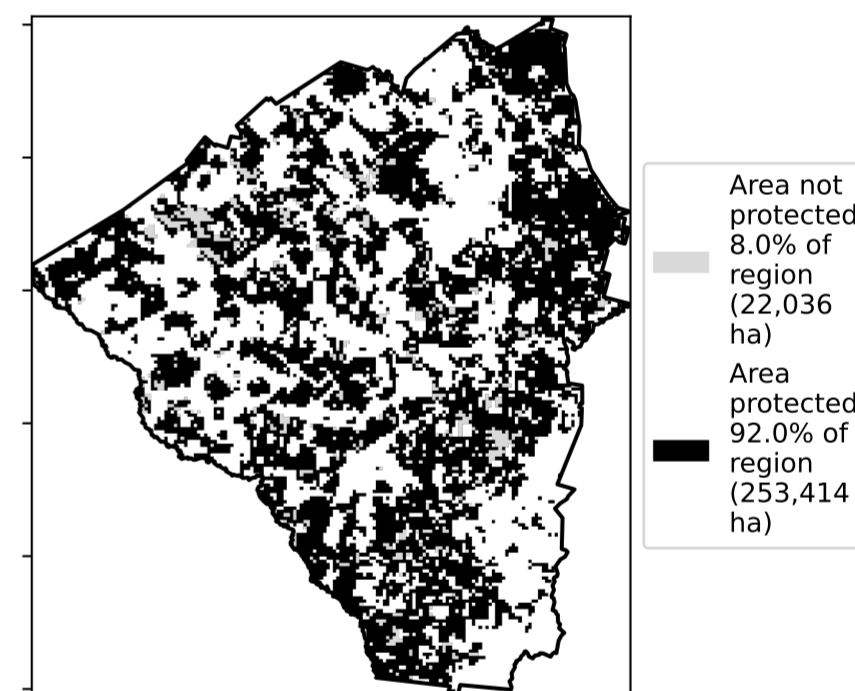 Area not
protected
8.0% of
region
(22,036
ha)
Area
protected
92.0% of
region
(253,414
ha)